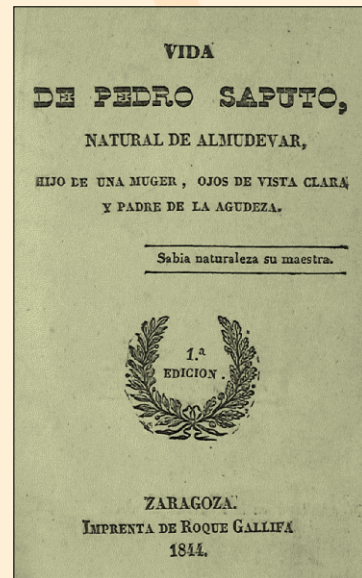 VIDA
DE PEDRO SAPUTO,
NATURAL DE ALMUDEVAR,
HIJO DE UNA MUGER, OJOS DE VISTA CLARA,
Y PADRE DE LA AGUDEZA.
Sabia naturaleza su maestra.
1.ª
EDICION.
ZARAGOZA:
IMPRENTA DE ROQUE GALLIFA
1844.